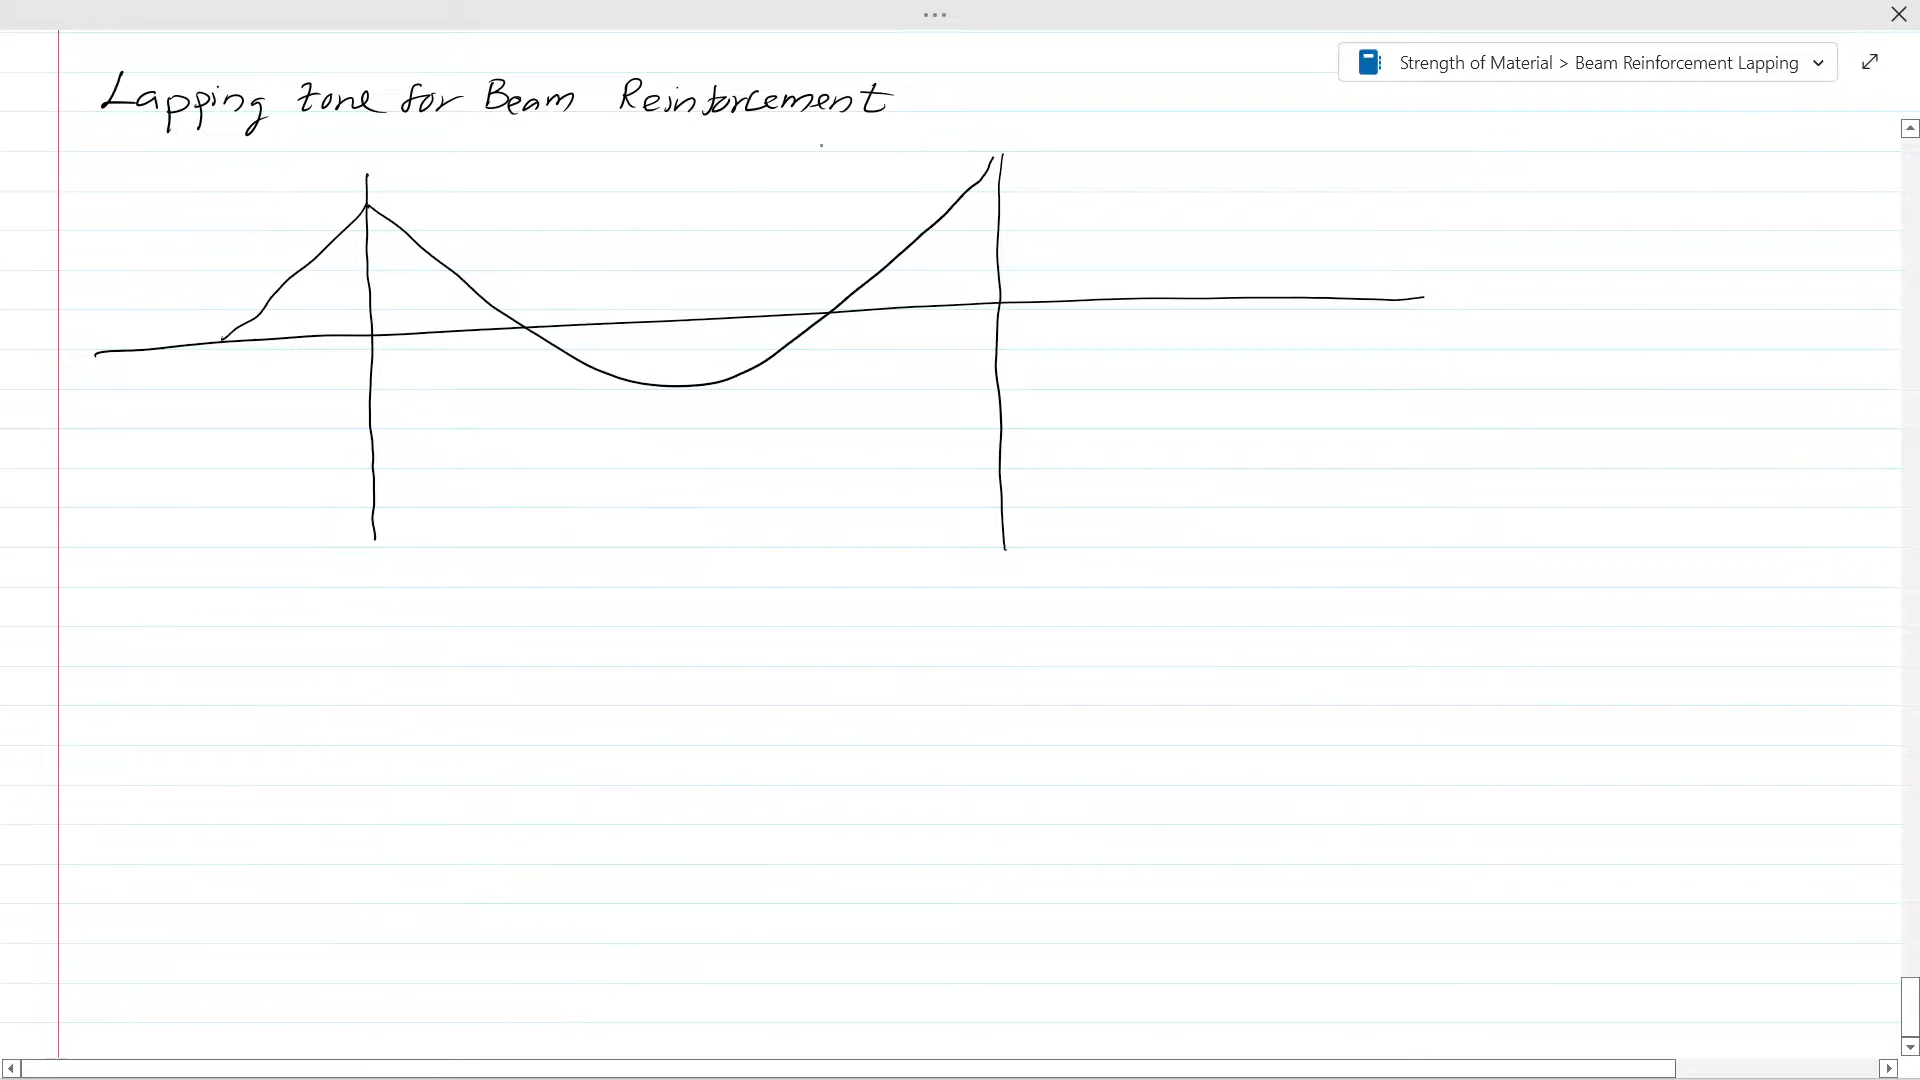 Strength of Material > Beam Reinforcement Lapping
Lapping zone for Beam Reinforcement